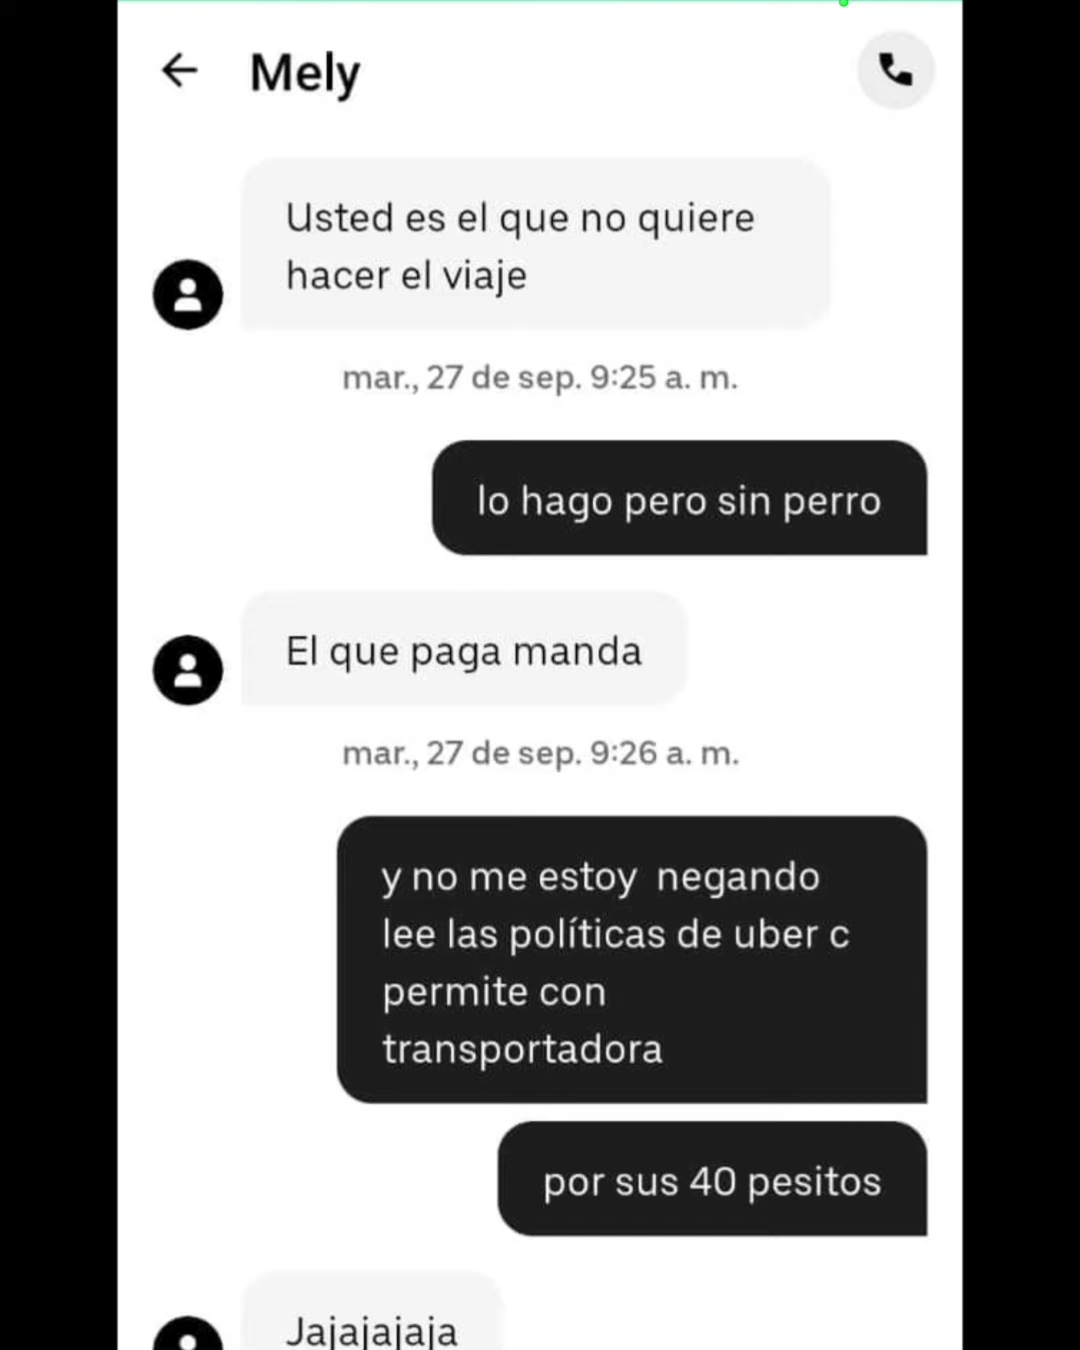 Mely
Usted es el que no quiere
hacer el viaje
mar., 27 de sep. 9:25 a. m.
lo hago pero sin perro
El que paga manda
mar., 27 de sep. 9:26 a. m.
y no me estoy  negando
lee las políticas de uber c
permite con
transportadora
por sus 40 pesitos
Jajajajaja